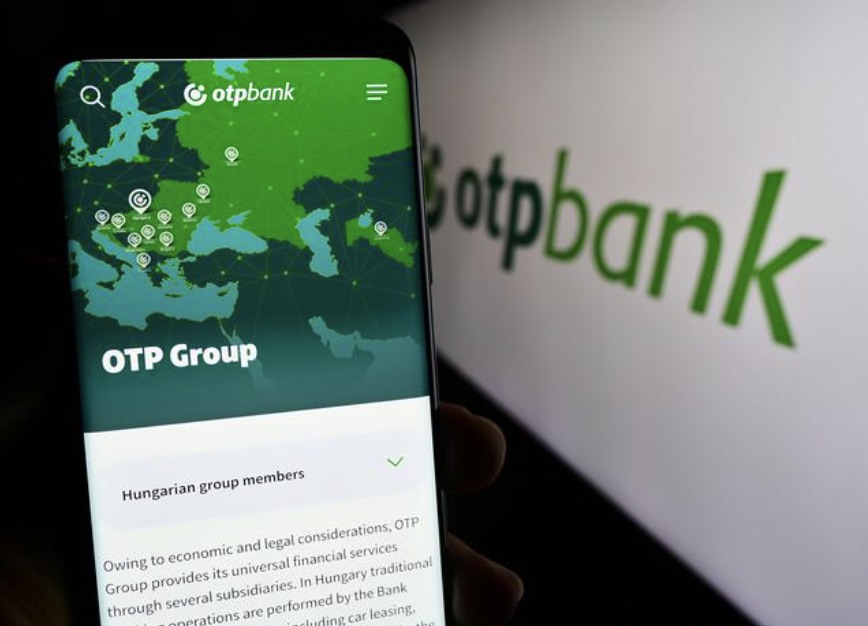 otpbank
OTP Group
Hungarian group members
Owing to economic and legal considerations, OTP
Group provides its universal financial services
through several subsidiaries. In Hungary traditional
operations are performed by the Bank
including car leasing,
the
otpbank